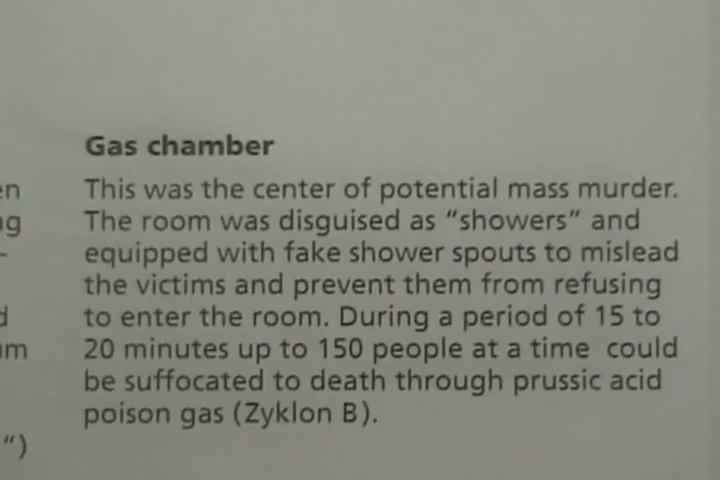 Gas chamber
en This was the center of potential mass murder.
ng The room was disguised as “showers” and
- equipped with fake shower spouts to mislead
the victims and prevent them from refusing
d to enter the room. During a period of 15 to
um 20 minutes up to 150 people at a time could
be suffocated to death through prussic acid
poison gas (Zyklon B).
“)